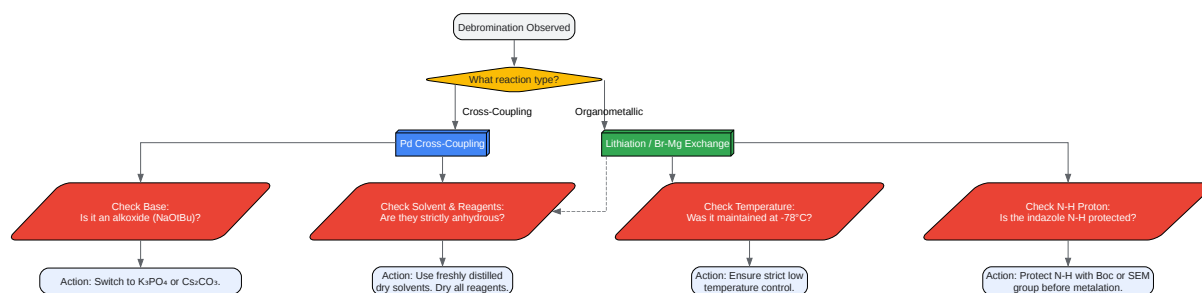 Debromination Observed
What reaction type?
Cross-Coupling
Organometallic
Pd Cross-Coupling
Lithiation / Br-Mg Exchange
Check Base:
Is it an alkoxide (NaOtBu)?
Check Solvent & Reagents:
Are they strictly anhydrous?
Check Temperature:
Was it maintained at -78°C?
Check N-H Proton:
Is the indazole N-H protected?
Action: Switch to K₃PO₄ or Cs₂CO₃.
Action: Use freshly distilled
dry solvents. Dry all reagents.
Action: Ensure strict low
temperature control.
Action: Protect N-H with Boc or SEM
group before metalation.